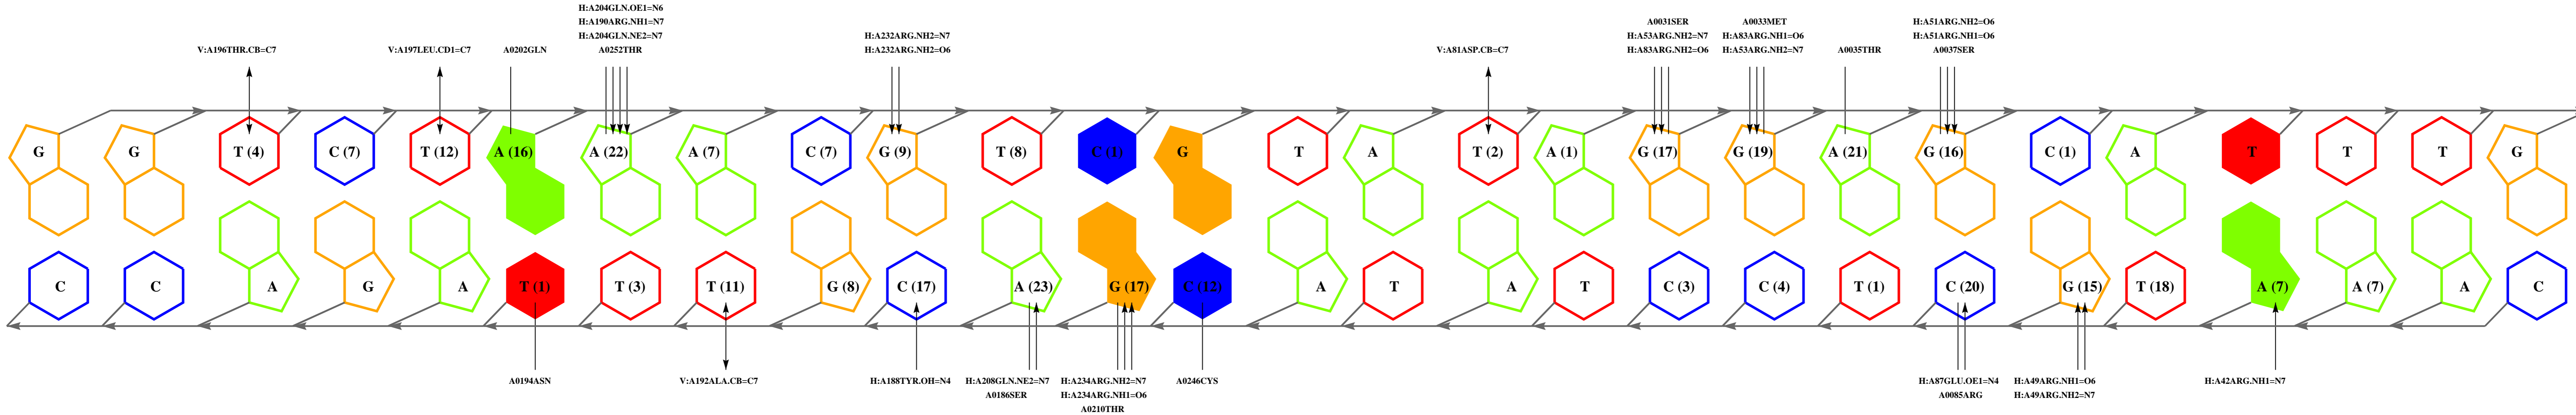 H:A204GLN.OE1=N6
H:A190ARG.NH1=N7
H:A204GLN.NE2=N7
V:A196THR.CB=C7
V:A197LEU.CD1=C7
A0202GLN
A0252THR
H:A232ARG.NH2=N7
H:A232ARG.NH2=O6
V:A81ASP.CB=C7
A0031SER
H:A53ARG.NH2=N7
H:A83ARG.NH2=O6
A0033MET
H:A83ARG.NH1=O6
H:A53ARG.NH2=N7
A0035THR
H:A51ARG.NH2=O6
H:A51ARG.NH1=O6
A0037SER
G G T (4) C (7) T (12) A (16) A (22) A (7) C (7) G (9) T (8) C (1) G T A T (2) A (1) G (17) G (19) A (21) G (16) C (1) A T T T G
C C A G A T (1) T (3) T (11) G (8) C (17) A (23) G (17) C (12) A T A T C (3) C (4) T (1) C (20) G (15) T (18) A (7) A (7) A C
A0194ASN
V:A192ALA.CB=C7
H:A188TYR.OH=N4
H:A208GLN.NE2=N7
A0186SER
H:A234ARG.NH2=N7
H:A234ARG.NH1=O6
A0210THR
A0246CYS
H:A87GLU.OE1=N4
A0085ARG
H:A49ARG.NH1=O6
H:A49ARG.NH2=N7
H:A42ARG.NH1=N7